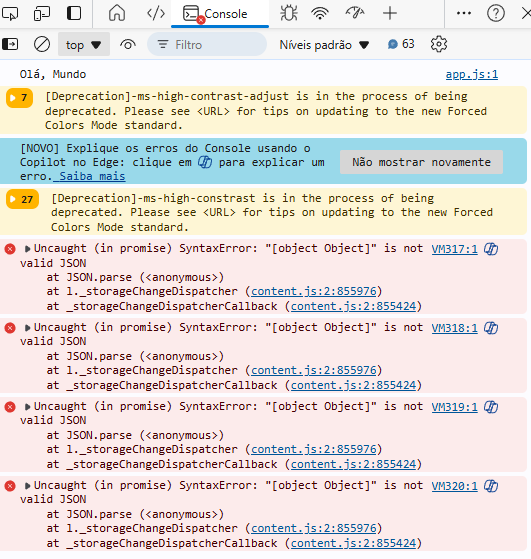 Console
top
Filtro
Níveis padrão
63
Olá, Mundo app.js:1
7 [Deprecation]-ms-high-contrast-adjust is in the process of being
deprecated. Please see <URL> for tips on updating to the new Forced
Colors Mode standard.
[NOVO] Explique os erros do Console usando o
Copilot no Edge: clique em para explicar um
erro. Saiba mais
Não mostrar novamente
27 [Deprecation]-ms-high-constrast is in the process of being
deprecated. Please see <URL> for tips on updating to the new Forced
Colors Mode standard.
Uncaught (in promise) SyntaxError: "[object Object]" is not VM317:1
valid JSON
at JSON.parse (<anonymous>)
at l._storageChangeDispatcher (content.js:2:855976)
at _storageChangeDispatcherCallback (content.js:2:855424)
Uncaught (in promise) SyntaxError: "[object Object]" is not VM318:1
valid JSON
at JSON.parse (<anonymous>)
at l._storageChangeDispatcher (content.js:2:855976)
at _storageChangeDispatcherCallback (content.js:2:855424)
Uncaught (in promise) SyntaxError: "[object Object]" is not VM319:1
valid JSON
at JSON.parse (<anonymous>)
at l._storageChangeDispatcher (content.js:2:855976)
at _storageChangeDispatcherCallback (content.js:2:855424)
Uncaught (in promise) SyntaxError: "[object Object]" is not VM320:1
valid JSON
at JSON.parse (<anonymous>)
at l._storageChangeDispatcher (content.js:2:855976)
at _storageChangeDispatcherCallback (content.js:2:855424)